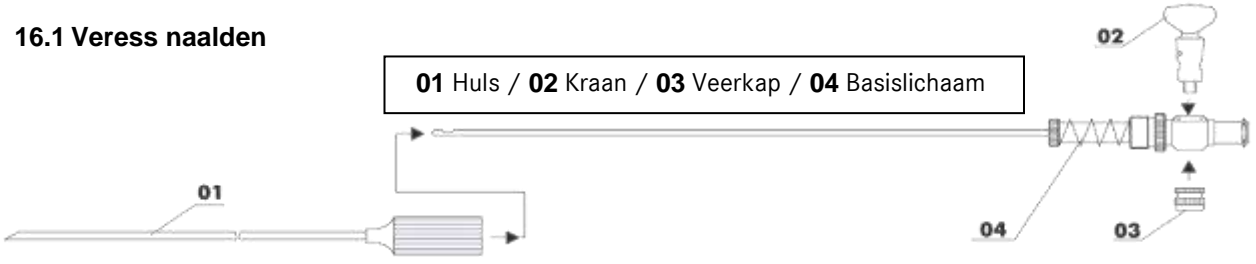 16.1 Veress naalden
01 Huls / 02 Kraan / 03 Veerkap / 04 Basislichaam
02
01
04
03